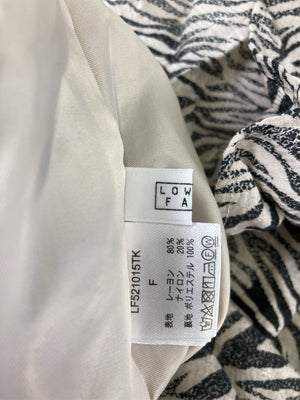 LOW
FA
LF521015TK
F
表地 レーヨン 80%
ナイロン 20%
裏地 ポリエステル 100%